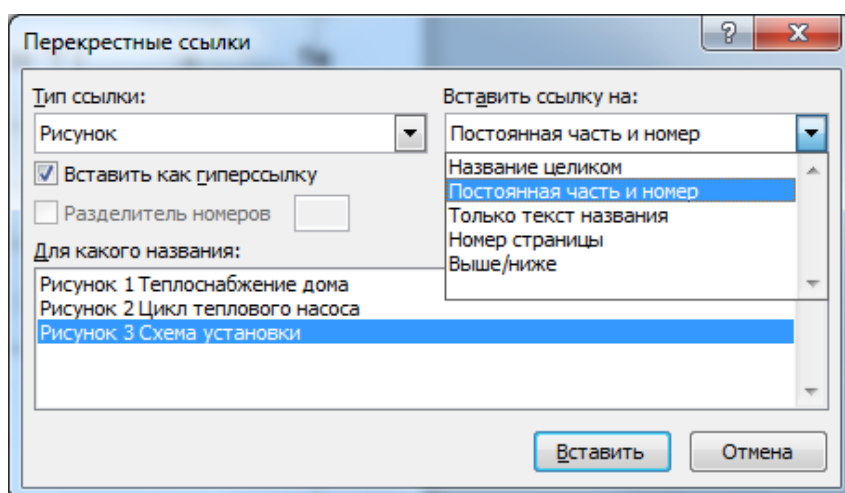 Перекрестные ссылки
Тип ссылки:
Вставить ссылку на:
Рисунок
Постоянная часть и номер
Вставить как гиперссылку
Разделитель номеров
Название целиком
Постоянная часть и номер
Только текст названия
Номер страницы
Выше/ниже
Для какого названия:
Рисунок 1 Теплоснабжение дома
Рисунок 2 Цикл теплового насоса
Рисунок 3 Схема установки
Вставить
Отмена